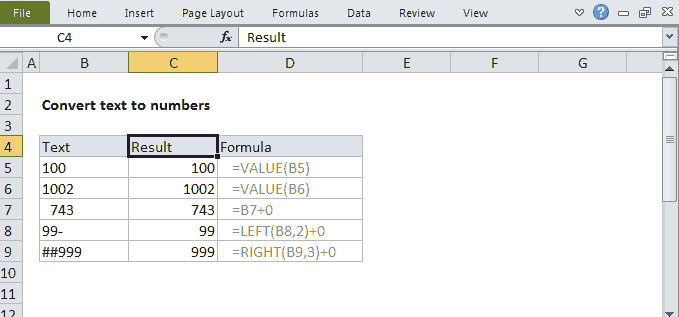 File Home Insert Page Layout Formulas Data Review View
C4 fx Result
A B C D E F G
1
2 Convert text to numbers
3
4 Text Result Formula
5 100 100 =VALUE(B5)
6 1002 1002 =VALUE(B6)
7 743 743 =B7+0
8 99- 99 =LEFT(B8,2)+0
9 ##999 999 =RIGHT(B9,3)+0
10
11
12